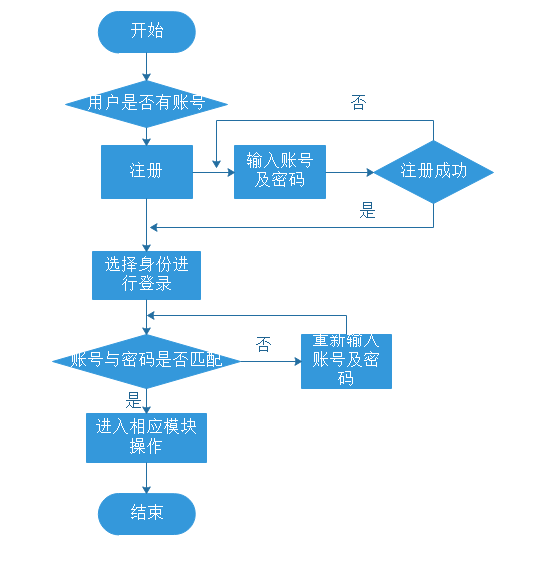 开始
用户是否有账号
否
注册
输入账号
及密码
注册成功
是
选择身份进
行登录
账号与密码是否匹配
否
重新输入
账号及密
码
是
进入相应模块
操作
结束